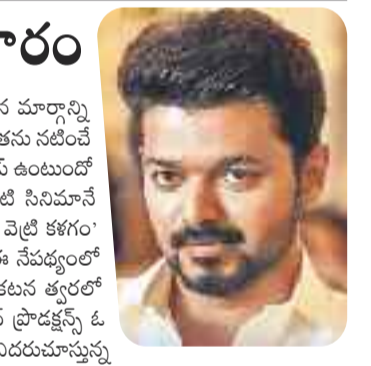 ారం
న మార్గాన్ని
తను నటించే
ఉంటుందో
టి సినిమానే
వెట్రి కళగం’
ఈ నేపథ్యంలో
కటన త్వరలో
ప్రొడక్షన్స్ ఓ
ఎదురుచూస్తున్న